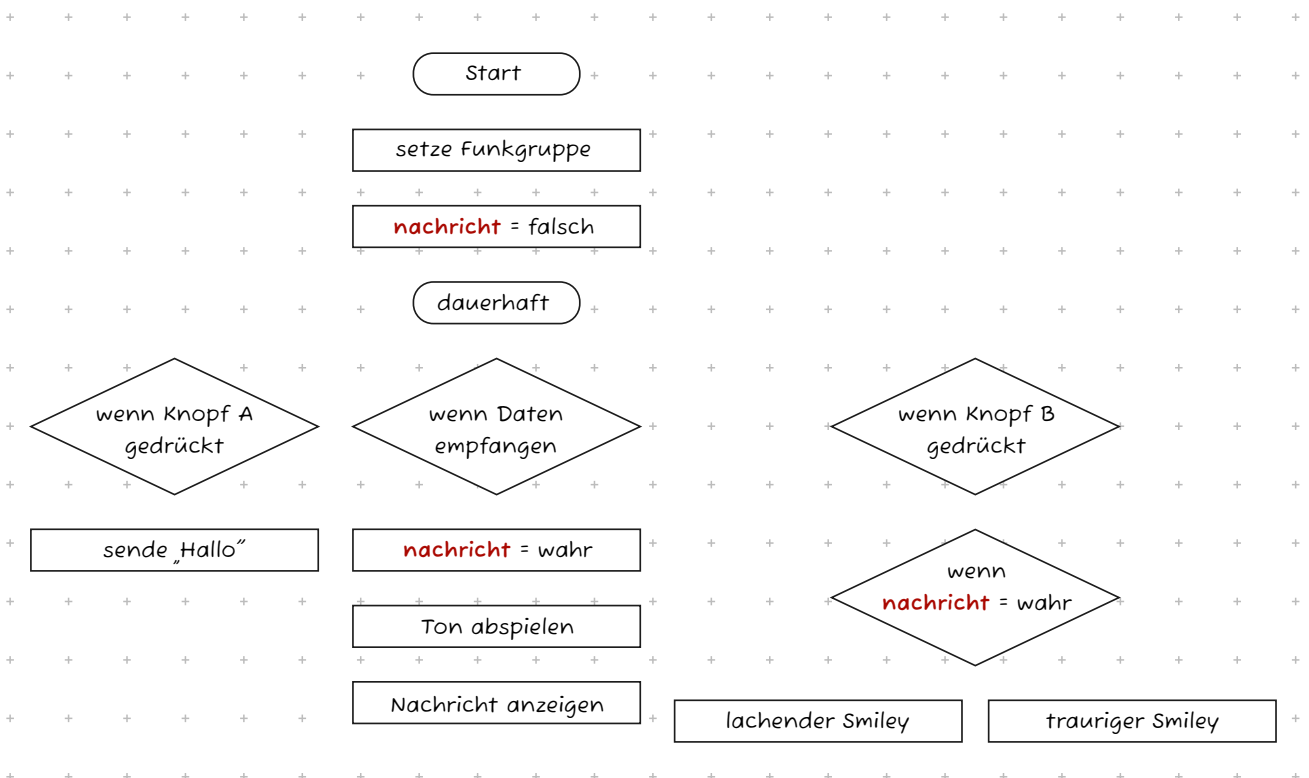 Start
setze Funkgruppe
nachricht = falsch
dauerhaft
wenn Knopf A
gedrückt
wenn Daten
empfangen
wenn Knopf B
gedrückt
sende „Hallo”
nachricht = wahr
wenn
nachricht = wahr
Ton abspielen
Nachricht anzeigen
lachender Smiley
trauriger Smiley